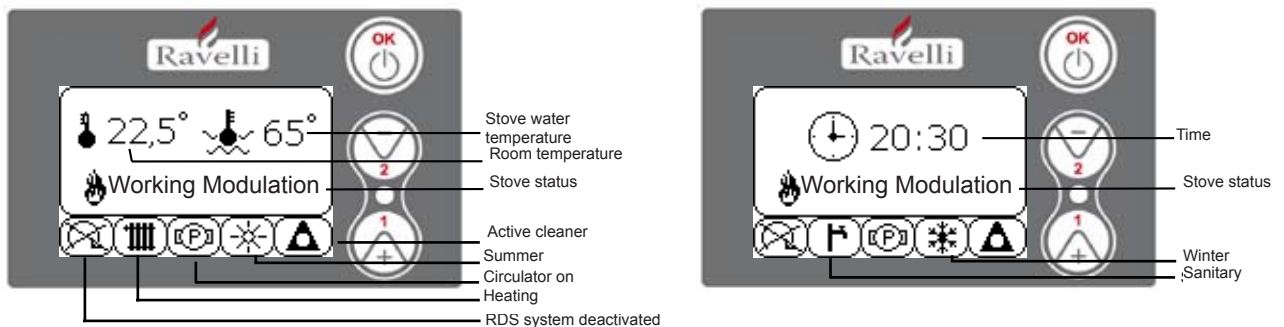 OK
Ravelli
22,5° 65°
Working Modulation
2
1
P
Stove water
temperature
Room temperature
Stove status
Active cleaner
Summer
Circulator on
Heating
RDS system deactivated
OK
Ravelli
20:30
Working Modulation
2
1
P
Time
Stove status
Winter
Sanitary